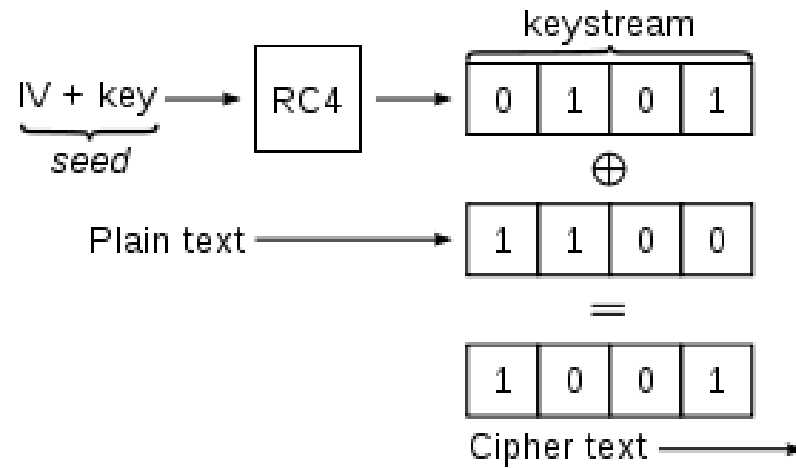 keystream
IV + key
RC4
0 1 0 1
seed
⊕
Plain text
1 1 0 0
=
1 0 0 1
Cipher text